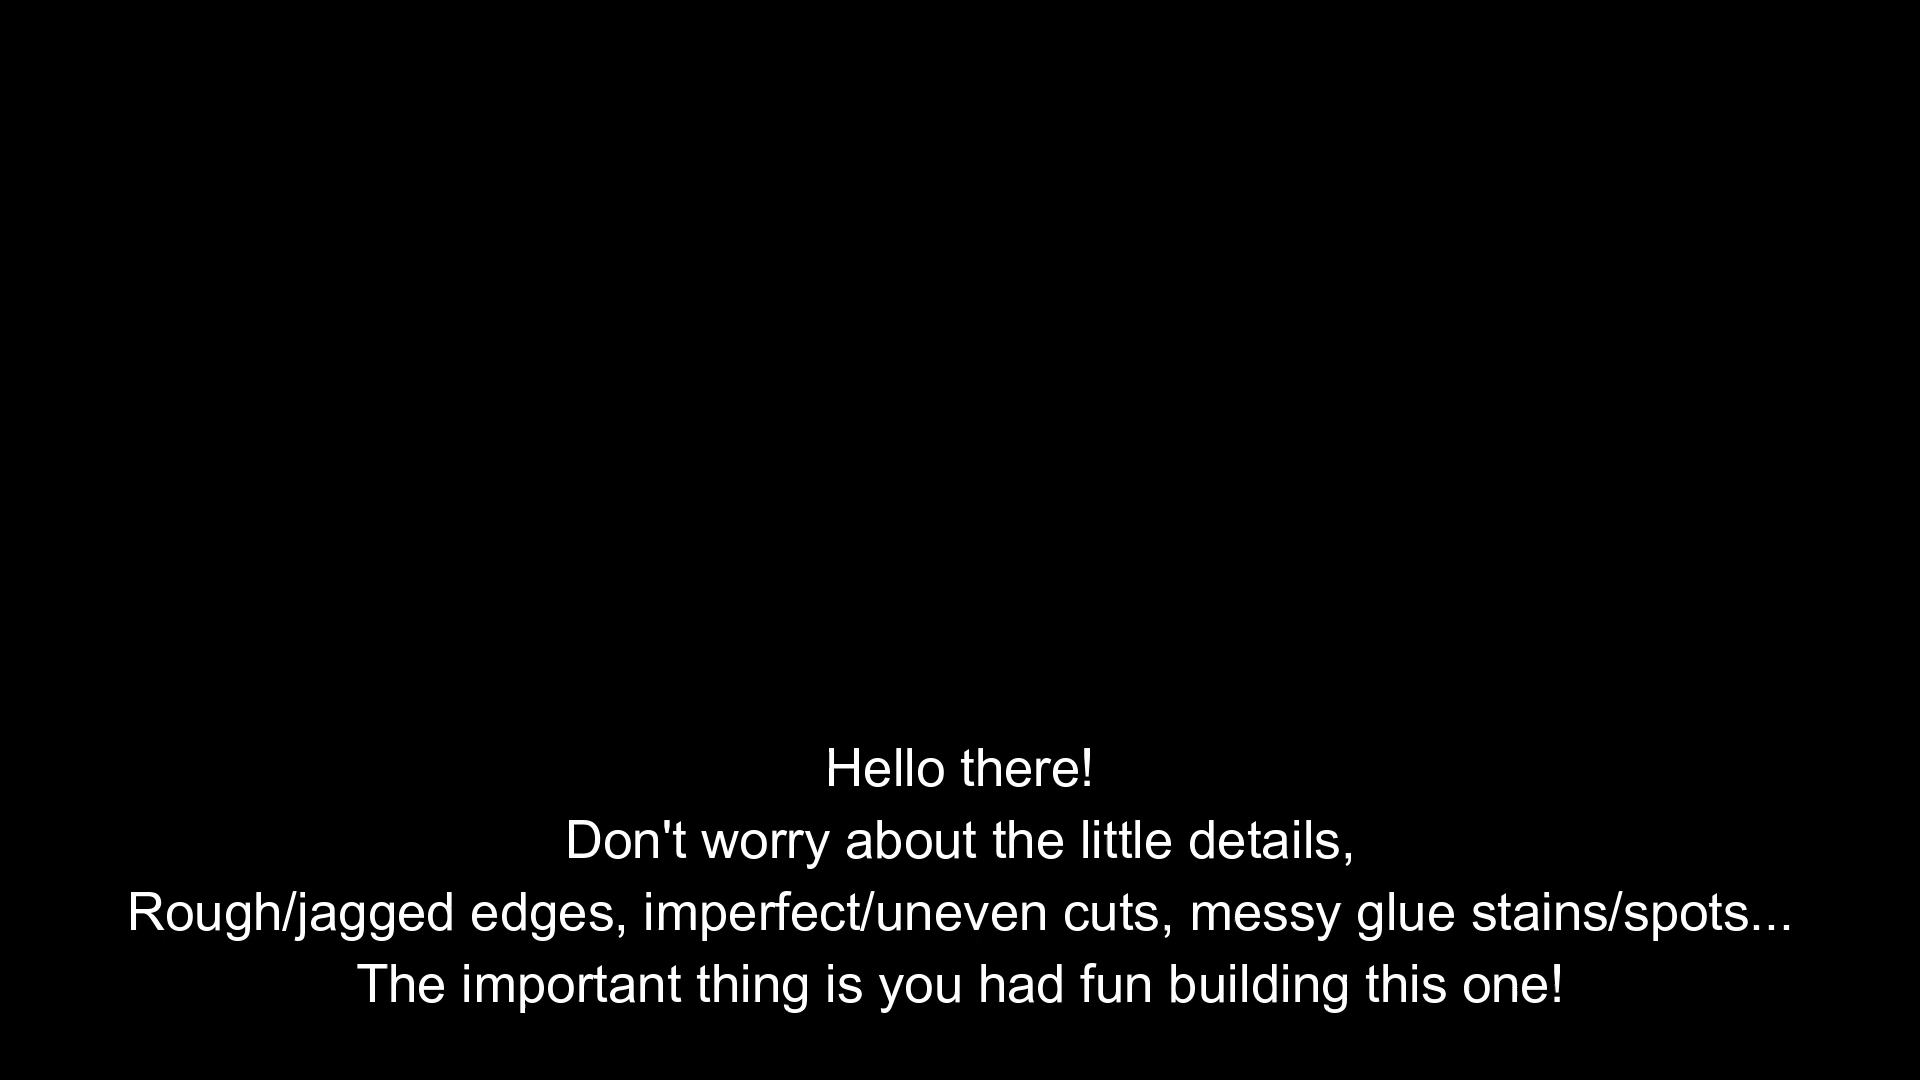 Hello there!
Don't worry about the little details,
Rough/jagged edges, imperfect/uneven cuts, messy glue stains/spots...
The important thing is you had fun building this one!